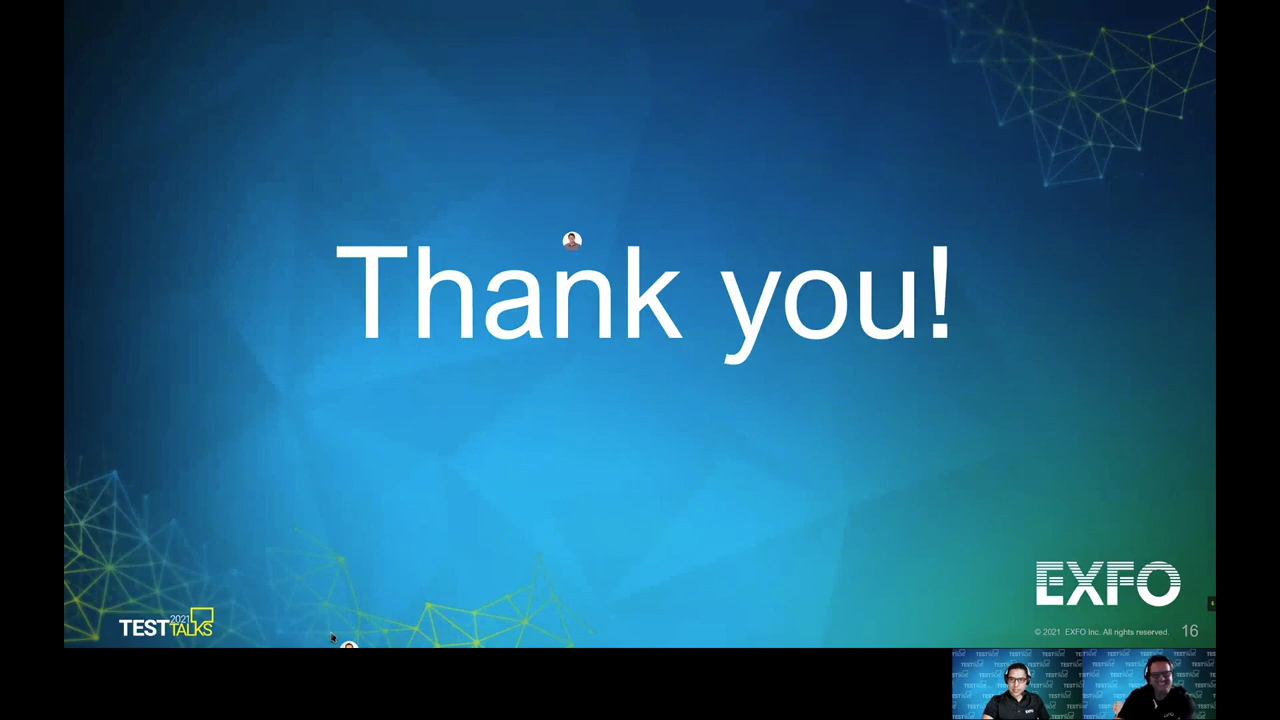 Thank you!
EXFO
2021
TEST TALKS
© 2021 EXFO Inc. All rights reserved. 16